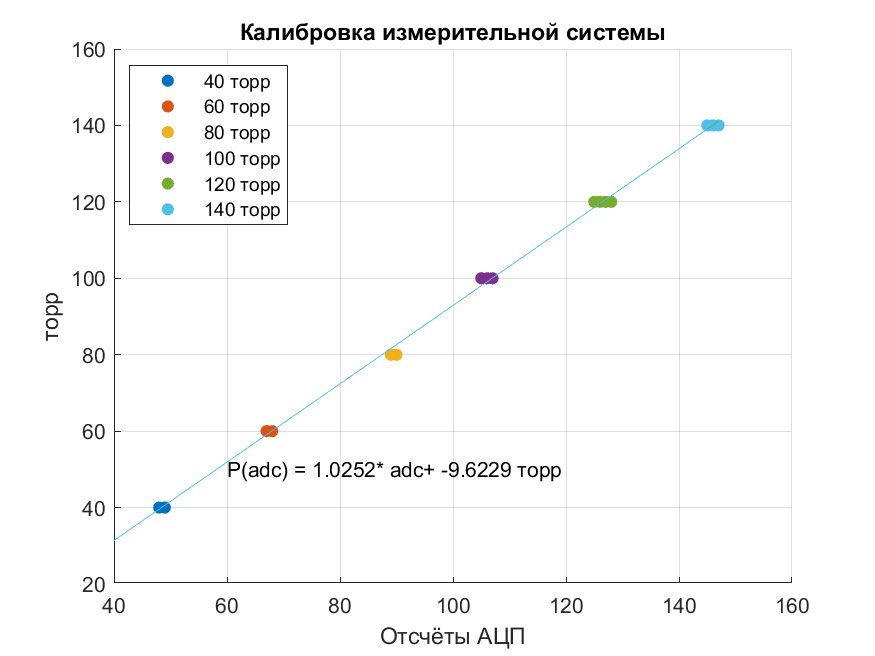 Калибровка измерительной системы
160
140
120
100
80
60
40
20
торр
40 торр
60 торр
80 торр
100 торр
120 торр
140 торр
P(adc) = 1.0252* adc+ -9.6229 торр
40 60 80 100 120 140 160
Отсчёты АЦП